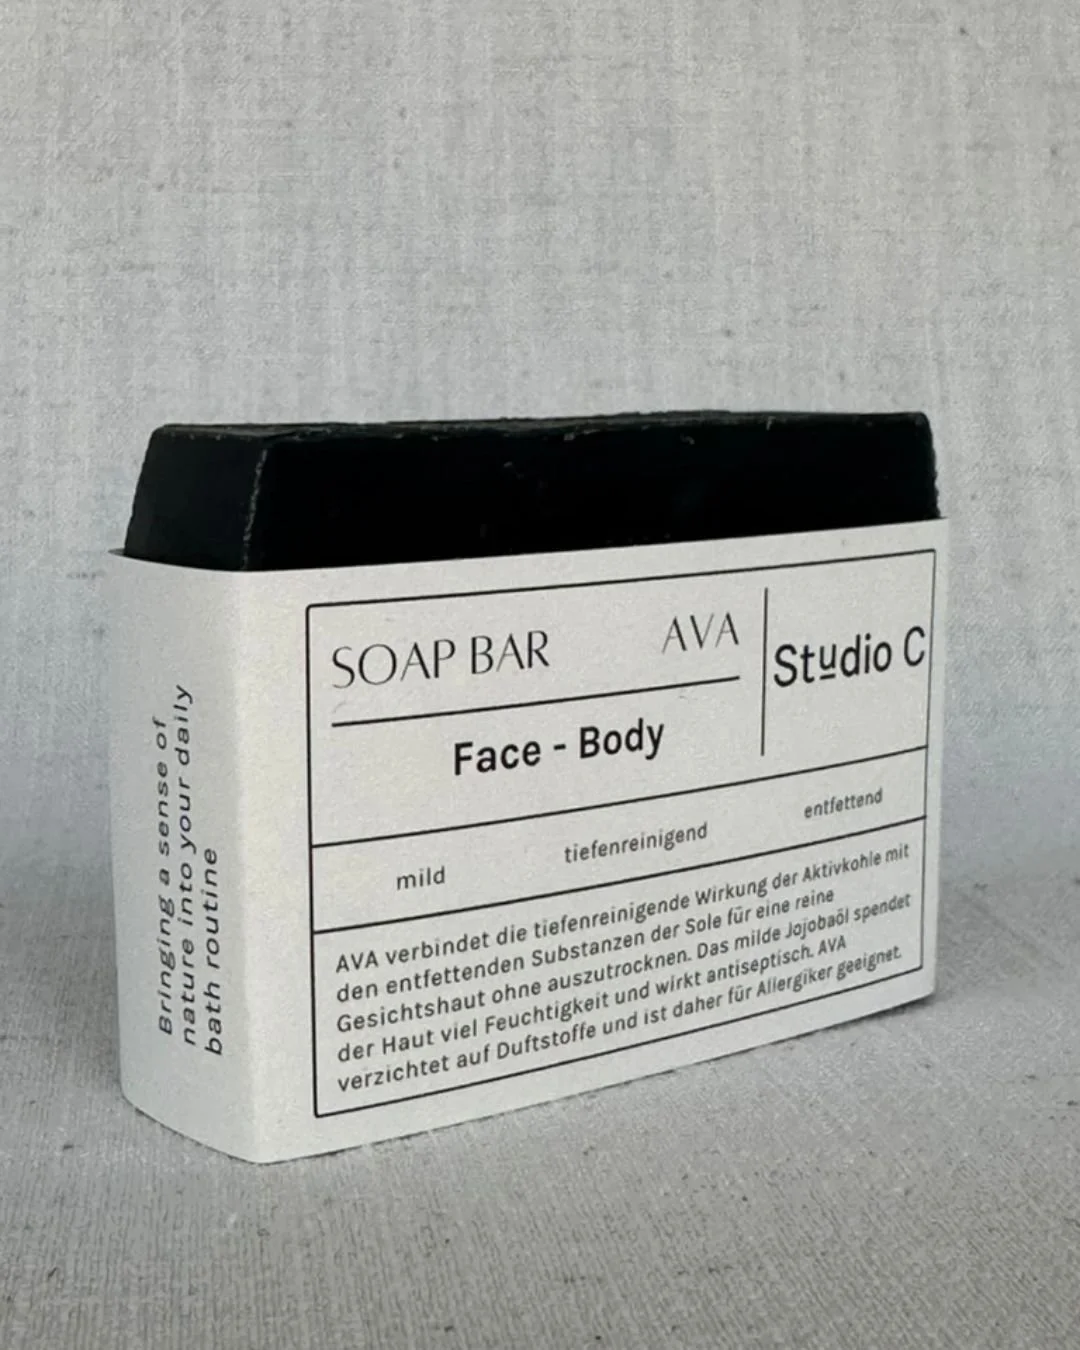 SOAP BAR
AVA
Studio C
Face - Body
mild
tiefenreinigend
entfettend
AVA verbindet die tiefenreinigende Wirkung der Aktivkohle mit
den entfettenden Substanzen der Sole für eine reine
Gesichtshaut ohne auszutrocknen. Das milde Jojobaöl spendet
der Haut viel Feuchtigkeit und wirkt antiseptisch. AVA
verzichtet auf Duftstoffe und ist daher für Allergiker geeignet.
Bringing a sense of
nature into your daily
bath routine